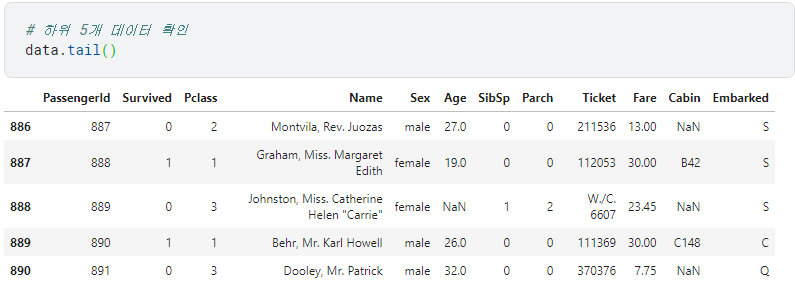 # 하위 5개 데이터 확인
data.tail()
PassengerId Survived Pclass Name Sex Age SibSp Parch Ticket Fare Cabin Embarked
886 887 0 2 Montvila, Rev. Juozas male 27.0 0 0 211536 13.00 NaN S
887 888 1 1 Graham, Miss. Margaret Edith female 19.0 0 0 112053 30.00 B42 S
888 889 0 3 Johnston, Miss. Catherine Helen "Carrie" female NaN 1 2 W./C. 6607 23.45 NaN S
889 890 1 1 Behr, Mr. Karl Howell male 26.0 0 0 111369 30.00 C148 C
890 891 0 3 Dooley, Mr. Patrick male 32.0 0 0 370376 7.75 NaN Q